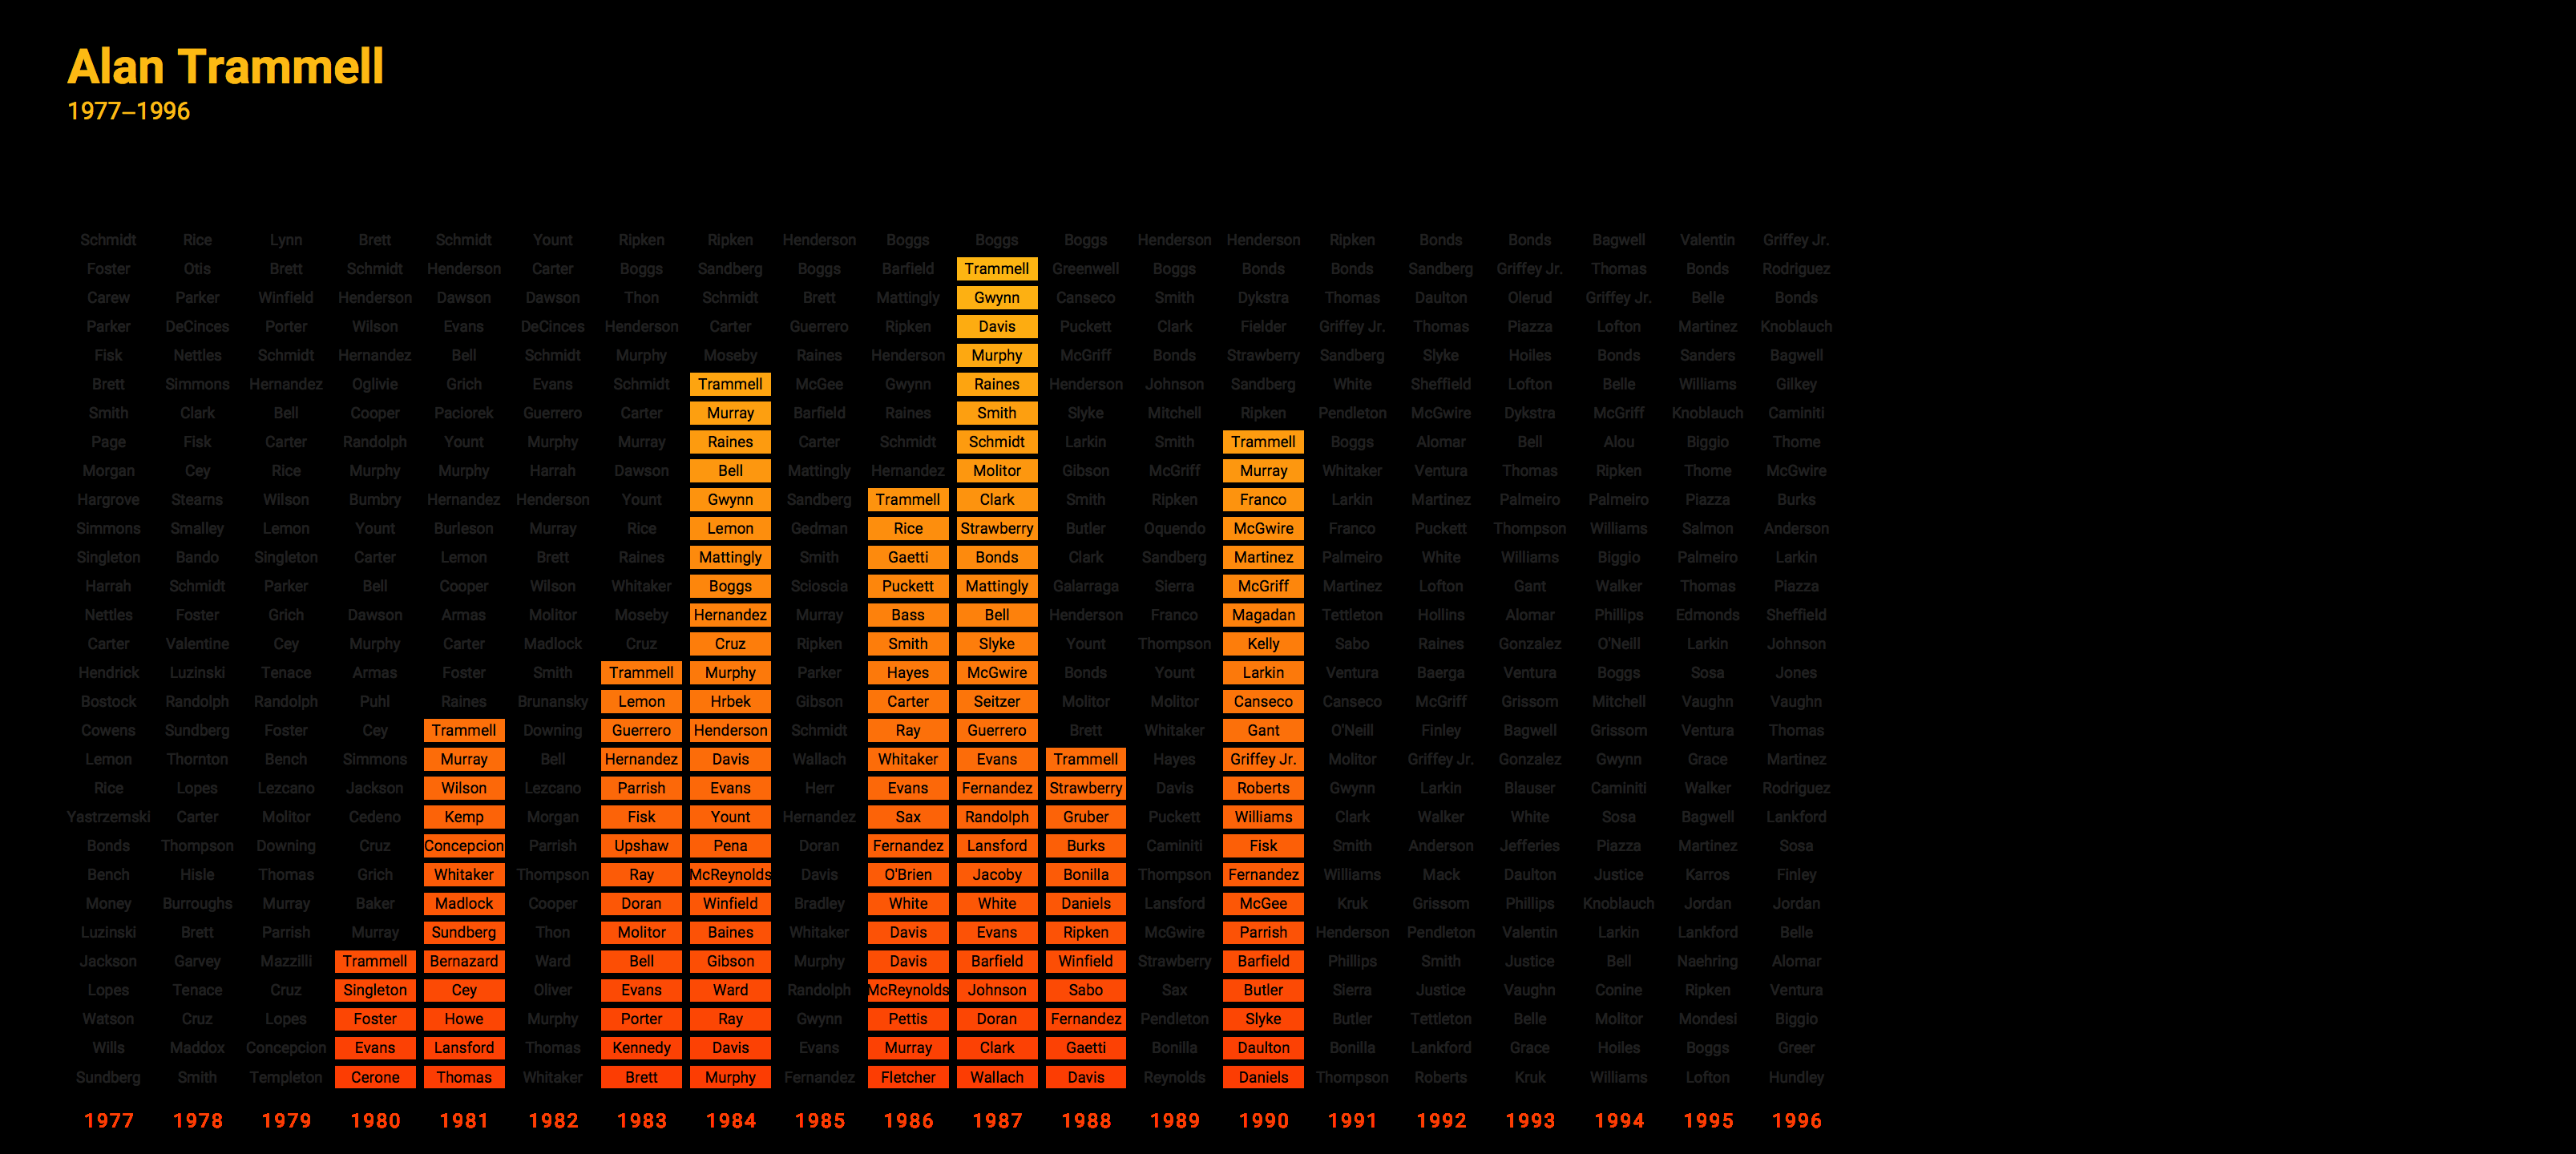 Alan Trammell
1977–1996
Schmidt Rice Lynn Brett Schmidt Yount Ripken Ripken Henderson Boggs Boggs Boggs Henderson Henderson Ripken Bonds Bonds Bagwell Valentin Griffey Jr.
Foster Otis Brett Schmidt Henderson Carter Boggs Sandberg Boggs Barfield Trammell Greenwell Boggs Bonds Bonds Sandberg Griffey Jr. Thomas Bonds Rodriguez
Carew Parker Winfield Henderson Dawson Dawson Thon Schmidt Brett Mattingly Gwynn Canseco Smith Dykstra Thomas Daulton Olerud Griffey Jr. Belle Bonds
Parker DeCinces Porter Wilson Evans DeCinces Henderson Carter Guerrero Ripken Davis Puckett Clark Fielder Griffey Jr. Thomas Piazza Lofton Martinez Knoblauch
Fisk Nettles Schmidt Hernandez Bell Schmidt Murphy Moseby Raines Henderson Murphy McGriff Bonds Strawberry Sandberg Slyke Hoiles Bonds Sanders Bagwell
Brett Simmons Hernandez Oglivie Grich Evans Schmidt Trammell McGee Gwynn Raines Henderson Johnson Sandberg White Sheffield Lofton Belle Williams Gilkey
Smith Clark Bell Cooper Paciorek Guerrero Carter Murray Barfield Raines Smith Slyke Mitchell Ripken Pendleton McGwire Dykstra McGriff Knoblauch Caminiti
Page Fisk Carter Randolph Yount Murphy Murray Raines Carter Schmidt Schmidt Larkin Smith Trammell Boggs Alomar Bell Alou Biggio Thome
Morgan Cey Rice Murphy Murphy Harrah Dawson Bell Mattingly Hernandez Molitor Gibson McGriff Murray Whitaker Ventura Thomas Ripken Thome McGwire
Hargrove Stearns Wilson Bumbry Hernandez Henderson Yount Gwynn Sandberg Trammell Clark Smith Ripken Franco Larkin Martinez Palmeiro Palmeiro Piazza Burks
Simmons Smalley Lemon Yount Burleson Murray Rice Lemon Gedman Rice Strawberry Butler Oquendo McGwire Franco Puckett Thompson Williams Salmon Anderson
Singleton Bando Singleton Carter Lemon Brett Raines Mattingly Smith Gaetti Bonds Clark Sandberg Martinez Palmeiro White Williams Biggio Palmeiro Larkin
Harrah Schmidt Parker Bell Cooper Wilson Whitaker Boggs Scioscia Puckett Mattingly Galarraga Sierra McGriff Martinez Lofton Gant Walker Thomas Piazza
Nettles Foster Grich Dawson Armas Molitor Moseby Hernandez Murray Bass Bell Henderson Franco Magadan Tettleton Hollins Alomar Phillips Edmonds Sheffield
Carter Valentine Cey Murphy Carter Madlock Cruz Cruz Ripken Smith Slyke Yount Thompson Kelly Sabo Raines Gonzalez O'Neill Larkin Johnson
Hendrick Luzinski Tenace Armas Foster Smith Trammell Murphy Parker Hayes McGwire Bonds Yount Larkin Ventura Baerga Ventura Boggs Sosa Jones
Bostock Randolph Randolph Puhl Raines Brunansky Lemon Hrbek Gibson Carter Seitzer Molitor Molitor Canseco Canseco McGriff Grissom Mitchell Vaughn Vaughn
Cowens Sundberg Foster Cey Trammell Downing Guerrero Henderson Schmidt Ray Guerrero Brett Whitaker Gant O'Neill Finley Bagwell Grissom Ventura Thomas
Lemon Thornton Bench Simmons Murray Bell Hernandez Davis Wallach Whitaker Evans Trammell Hayes Griffey Jr. Molitor Griffey Jr. Gonzalez Gwynn Grace Martinez
Rice Lopes Lezcano Jackson Wilson Lezcano Parrish Evans Herr Evans Fernandez Strawberry Davis Roberts Gwynn Larkin Blauser Caminiti Walker Rodriguez
Yastrzemski Carter Molitor Cedeno Kemp Morgan Fisk Yount Hernandez Sax Randolph Gruber Puckett Williams Clark Walker White Sosa Bagwell Lankford
Bonds Thompson Downing Cruz Concepcion Parrish Upshaw Pena Doran Fernandez Lansford Burks Caminiti Fisk Smith Anderson Jefferies Piazza Martinez Sosa
Bench Hisle Thomas Grich Whitaker Thompson Ray McReynolds Davis O'Brien Jacoby Bonilla Thompson Fernandez Williams Mack Daulton Justice Karros Finley
Money Burroughs Murray Baker Madlock Cooper Doran Winfield Bradley White White Daniels Lansford McGee Kruk Grissom Phillips Knoblauch Jordan Jordan
Luzinski Brett Parrish Murray Sundberg Thon Molitor Baines Whitaker Davis Evans Ripken McGwire Parrish Henderson Pendleton Valentin Larkin Lankford Belle
Jackson Garvey Mazzilli Trammell Bernazard Ward Bell Gibson Murphy Davis Barfield Winfield Strawberry Barfield Phillips Smith Justice Bell Naehring Alomar
Lopes Tenace Cruz Singleton Cey Oliver Evans Ward Randolph McReynolds Johnson Sabo Sax Butler Sierra Justice Vaughn Conine Ripken Ventura
Watson Cruz Lopes Foster Howe Murphy Porter Ray Gwynn Pettis Doran Fernandez Pendleton Slyke Butler Tettleton Belle Molitor Mondesi Biggio
Wills Maddox Concepcion Evans Lansford Thomas Kennedy Davis Evans Murray Clark Gaetti Bonilla Daulton Bonilla Lankford Grace Hoiles Boggs Greer
Sundberg Smith Templeton Cerone Thomas Whitaker Brett Murphy Fernandez Fletcher Wallach Davis Reynolds Daniels Thompson Roberts Kruk Williams Lofton Hundley
1977 1978 1979 1980 1981 1982 1983 1984 1985 1986 1987 1988 1989 1990 1991 1992 1993 1994 1995 1996